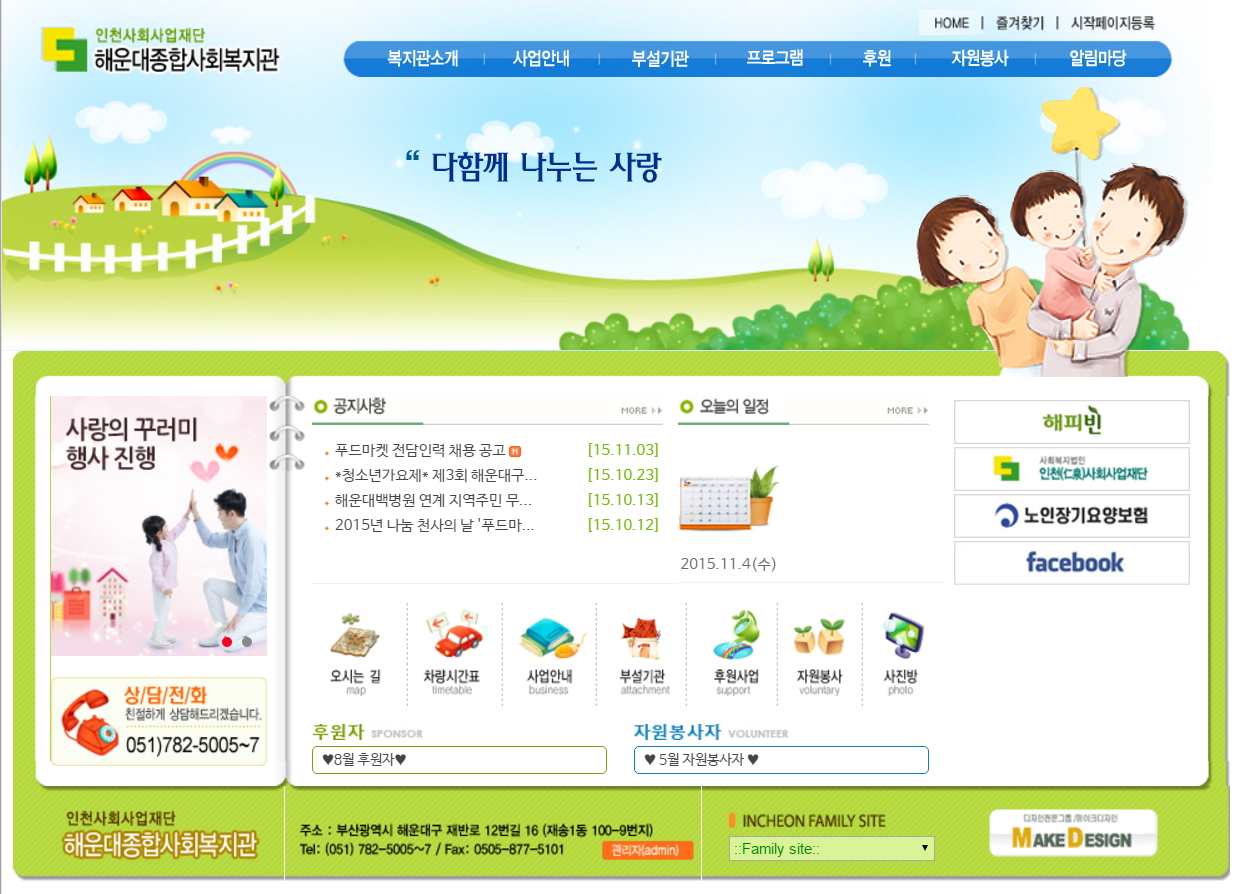 HOME | 즐겨찾기 | 시작페이지등록
인천사회사업재단
해운대종합사회복지관
복지관소개 사업안내 부설기관 프로그램 후원 자원봉사 알림마당
“ 다함께 나누는 사랑
사랑의 꾸러미
행사 진행
상/담/전/화
친절하게 상담해드리겠습니다.
051)782-5005~7
공지사항 MORE
푸드마켓 전담인력 채용 공고 N [15.11.03]
*청소년가요제* 제3회 해운대구... [15.10.23]
해운대백병원 연계 지역주민 무... [15.10.13]
2015년 나눔 천사의 날 '푸드마... [15.10.12]
오늘의 일정 MORE
2015.11.4(수)
해피빈
사회복지법인
인천(仁泉)사회사업재단
노인장기요양보험
facebook
오시는 길 차량시간표 사업안내 부설기관 후원사업 자원봉사 사진방
map timetable business attachment support voluntary photo
후원자 SPONSOR
♥8월 후원자♥
자원봉사자 VOLUNTEER
♥ 5월 자원봉사자 ♥
인천사회사업재단
해운대종합사회복지관
주소 : 부산광역시 해운대구 재반로 12번길 16 (재송1동 100-9번지)
Tel: (051) 782-5005~7 / Fax: 0505-877-5101 관리자(admin)
INCHEON FAMILY SITE
::Family site::
디자인전문그룹 /메이크디자인
MAKE DESIGN